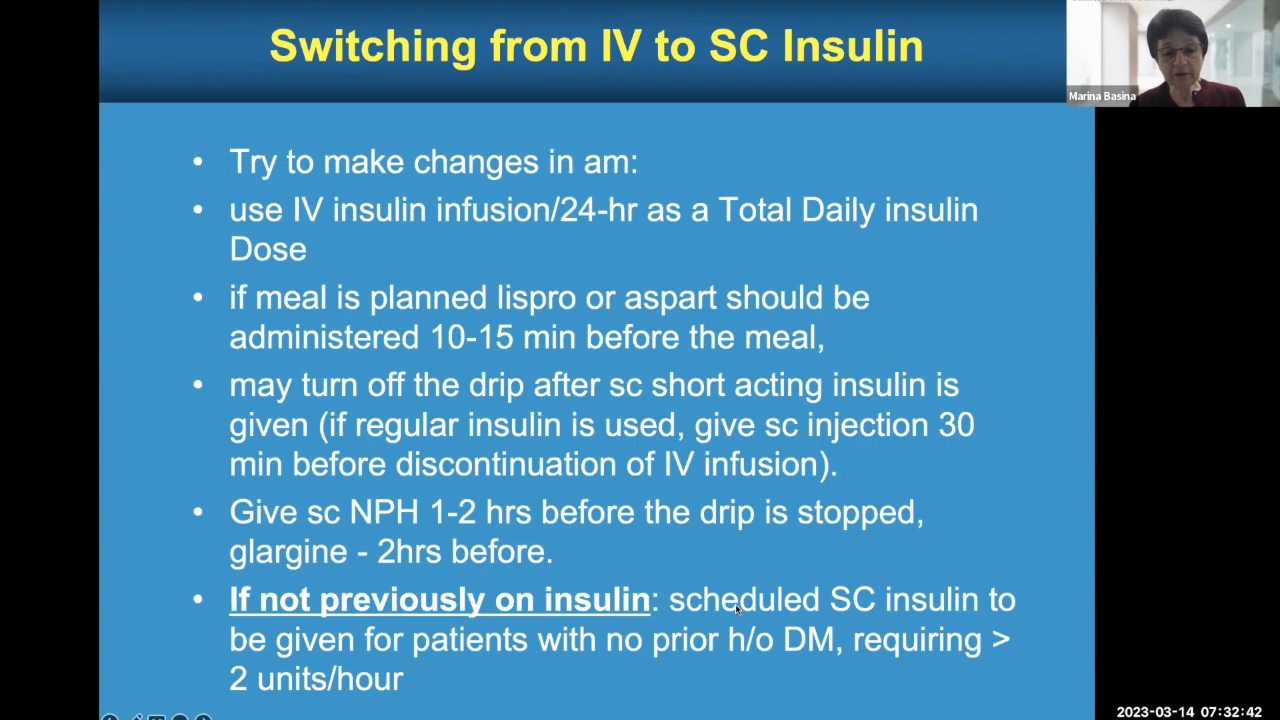 Switching from IV to SC Insulin
Marina Basina
• Try to make changes in am:
• use IV insulin infusion/24-hr as a Total Daily insulin
Dose
• if meal is planned lispro or aspart should be
administered 10-15 min before the meal,
• may turn off the drip after sc short acting insulin is
given (if regular insulin is used, give sc injection 30
min before discontinuation of IV infusion).
• Give sc NPH 1-2 hrs before the drip is stopped,
glargine - 2hrs before.
• If not previously on insulin: scheduled SC insulin to
be given for patients with no prior h/o DM, requiring >
2 units/hour
2023-03-14 07:32:42